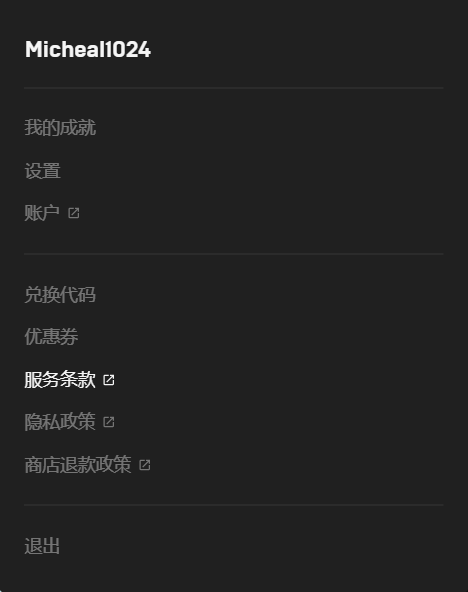 Micheal1024
我的成就
设置
账户
兑换代码
优惠券
服务条款
隐私政策
商店退款政策
退出